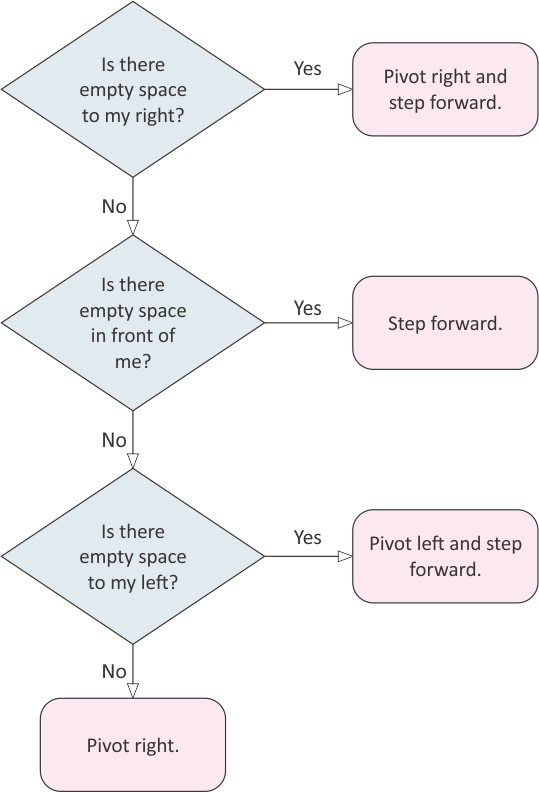 Is there
empty space
to my right?
Yes
Pivot right and
step forward.
No
Is there
empty space
in front of
me?
Yes
Step forward.
No
Is there
empty space
to my left?
Yes
Pivot left and step
forward.
No
Pivot right.